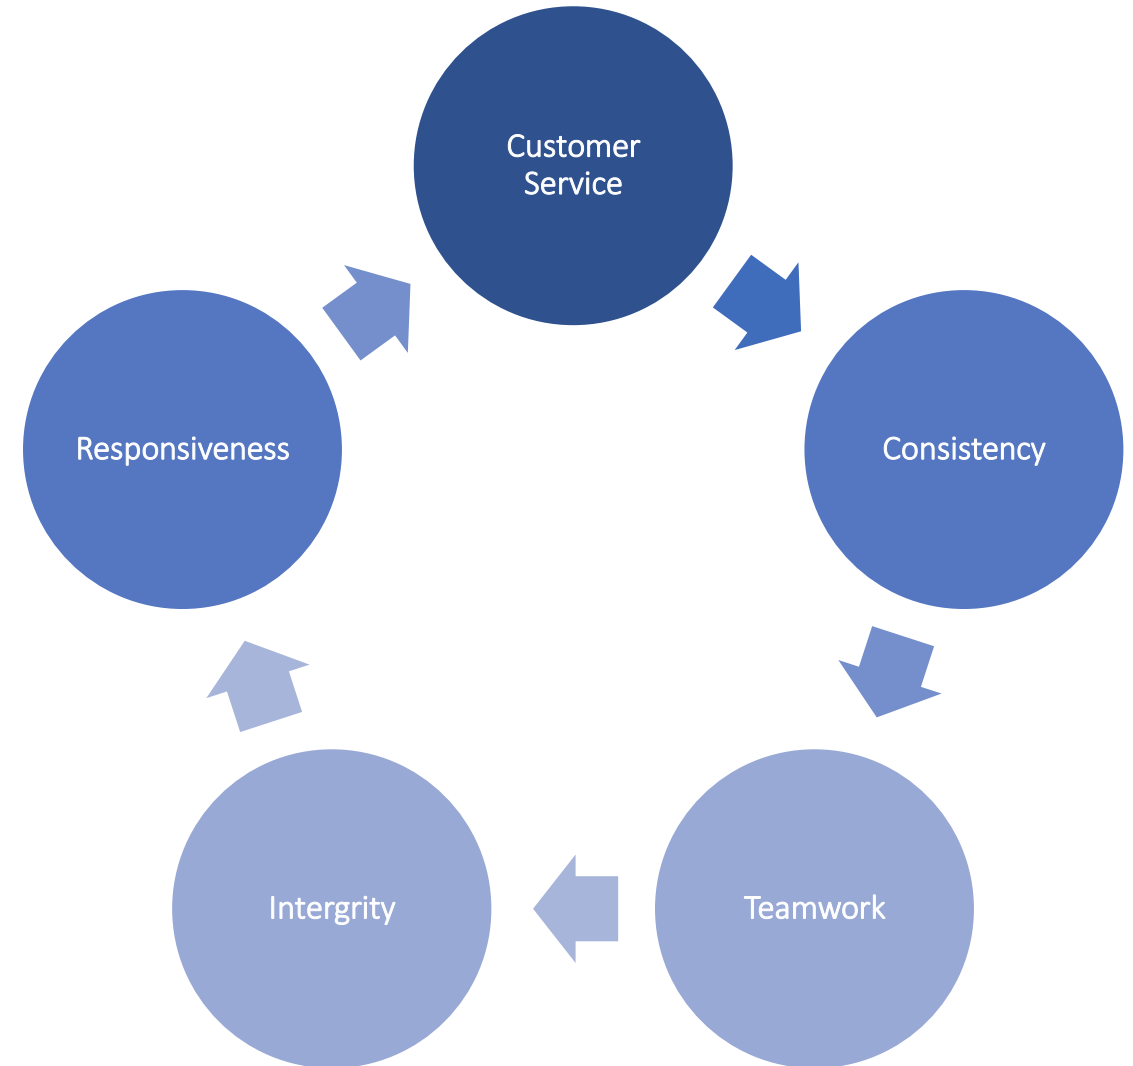 Customer
Service
Consistency
Teamwork
Intergrity
Responsiveness